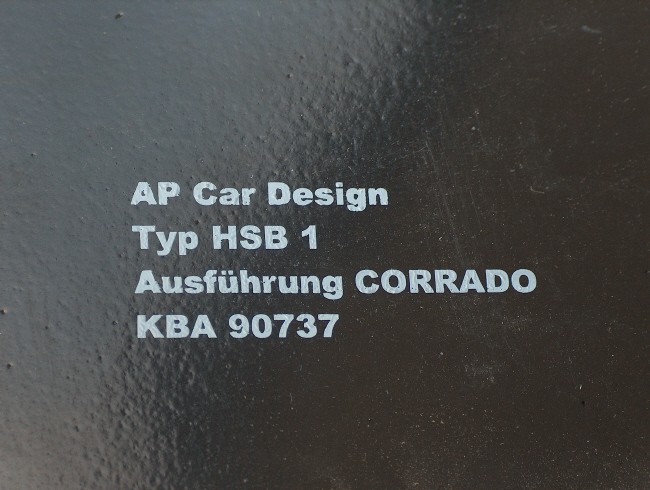 AP Car Design
Typ HSB 1
Ausführung CORRADO
KBA 90737